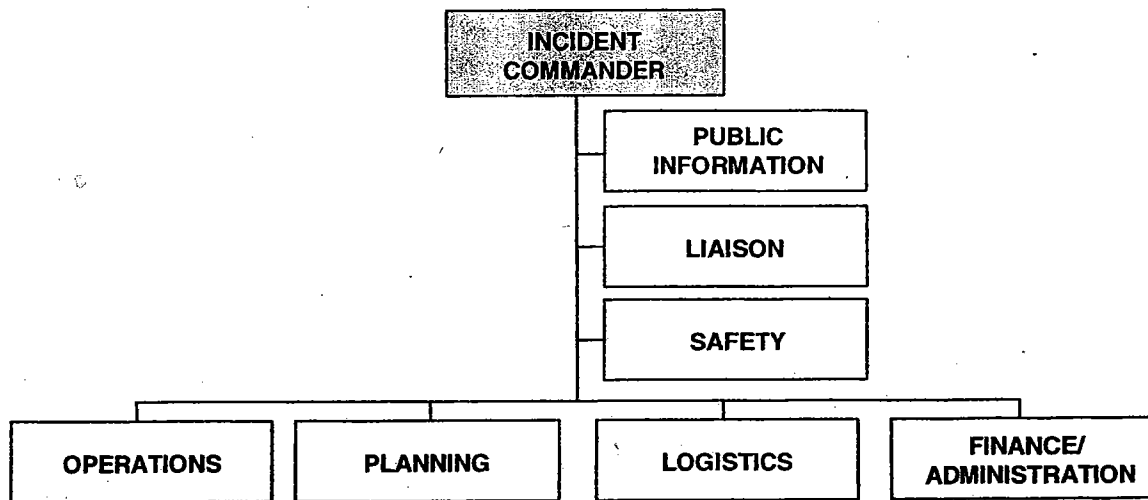 INCIDENT
COMMANDER
PUBLIC
INFORMATION
LIAISON
SAFETY
OPERATIONS
PLANNING
LOGISTICS
FINANCE/
ADMINISTRATION